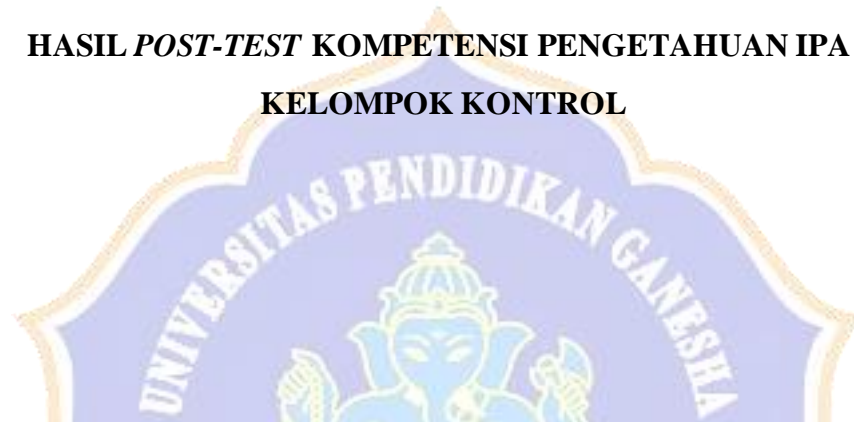 HASIL POST-TEST KOMPETENSI PENGETAHUAN IPA
KELOMPOK KONTROL
UNIVERSITAS PENDIDIKAN GANESHA